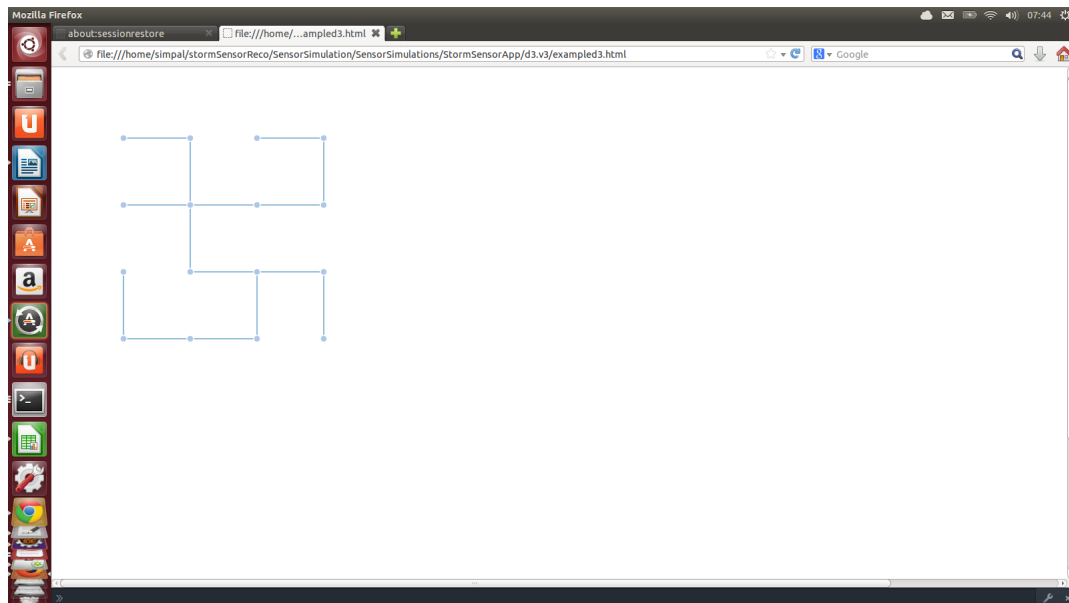 Mozilla Firefox
07:44
about:sessionrestore
file:///home/...ampled3.html
file:///home/simpal/stormSensorReco/SensorSimulation/SensorSimulations/StormSensorApp/d3.v3/exampled3.html
Google